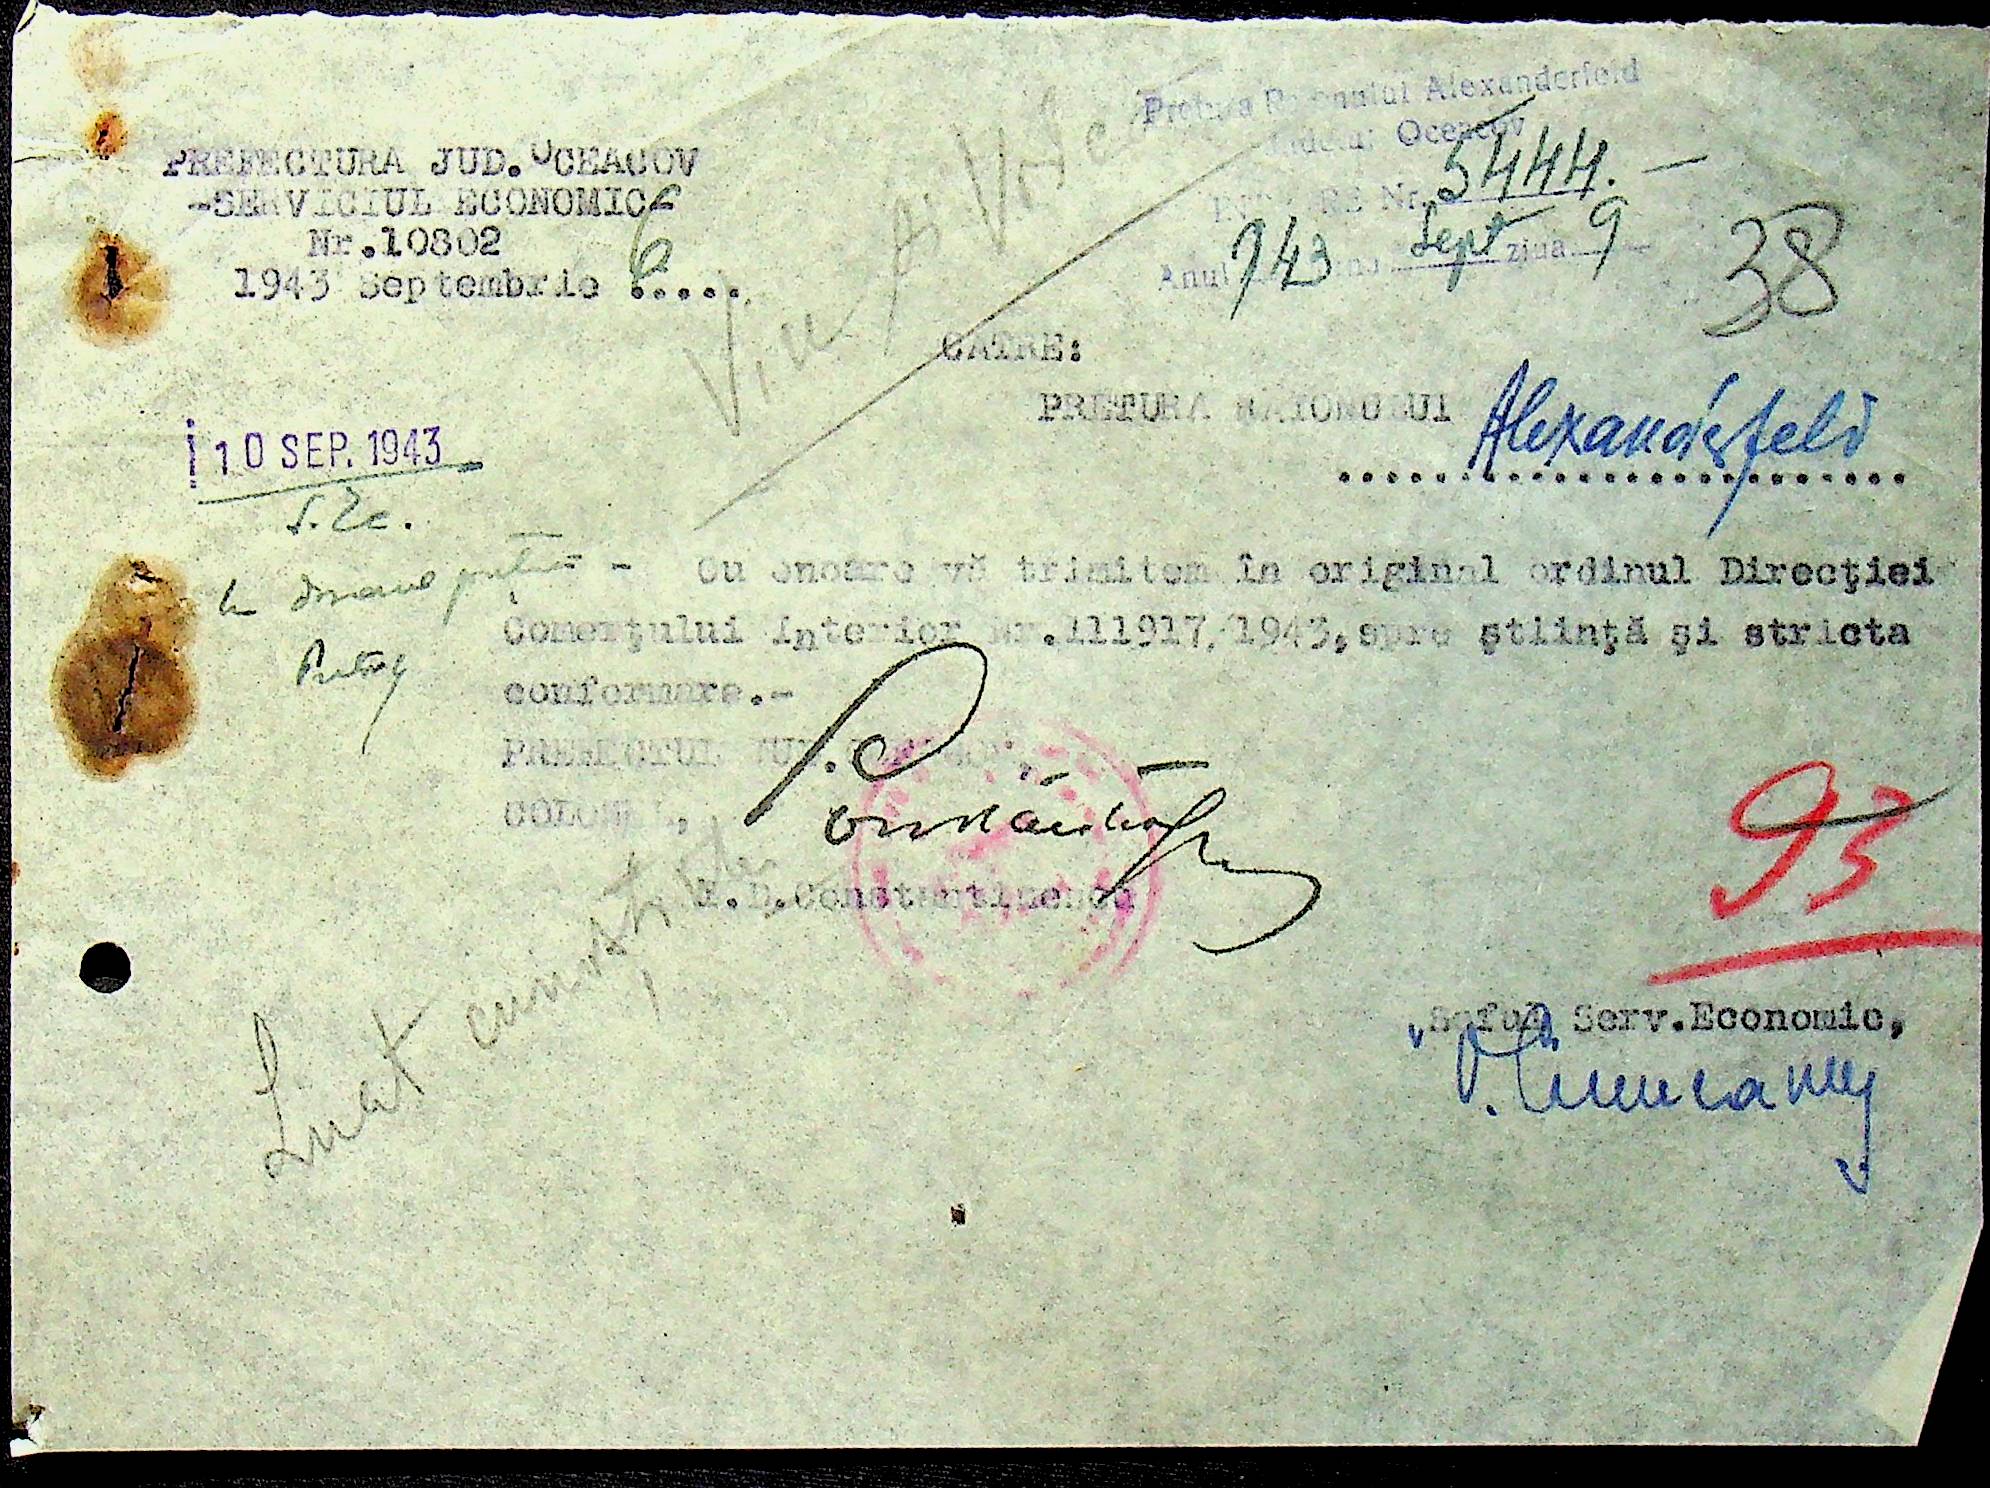 Pretura Raionului Alexanderfeld
Judetul Oceacov
Nr. 5444.-
Anul 943 Sept ziua 9
38
PREFECTURA JUD. OCEACOV
-SERVICIUL ECONOMIC-
Nr.10802
1943 Septembrie 6.....
CATRE:
PRETURA RAIONULUI Alexanderfeld
10 SEP. 1943
S. Ec.
Cu onoare vă trimitem în original ordinul Direcţiei
Comerţului Interior Nr.111917/1943, spre ştiinţă şi stricta
conformare.-
PREFECTUL JUD. OCEACOV,
COLONEL,
Constantinescu
93
Luat cunoştinţă
Şeful Serv.Economic,